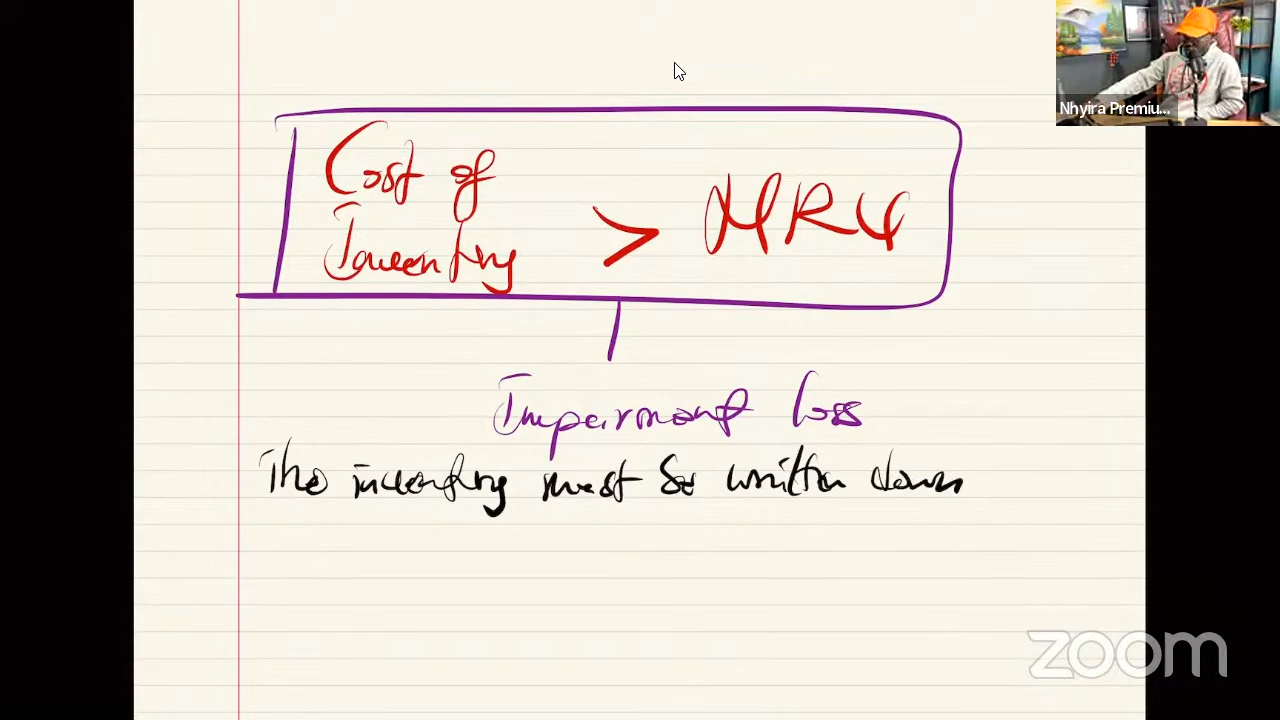 Nhyira Premiu...
Cost of
Inventory > NRV
Impairment loss
The inventory must be written down
zoom